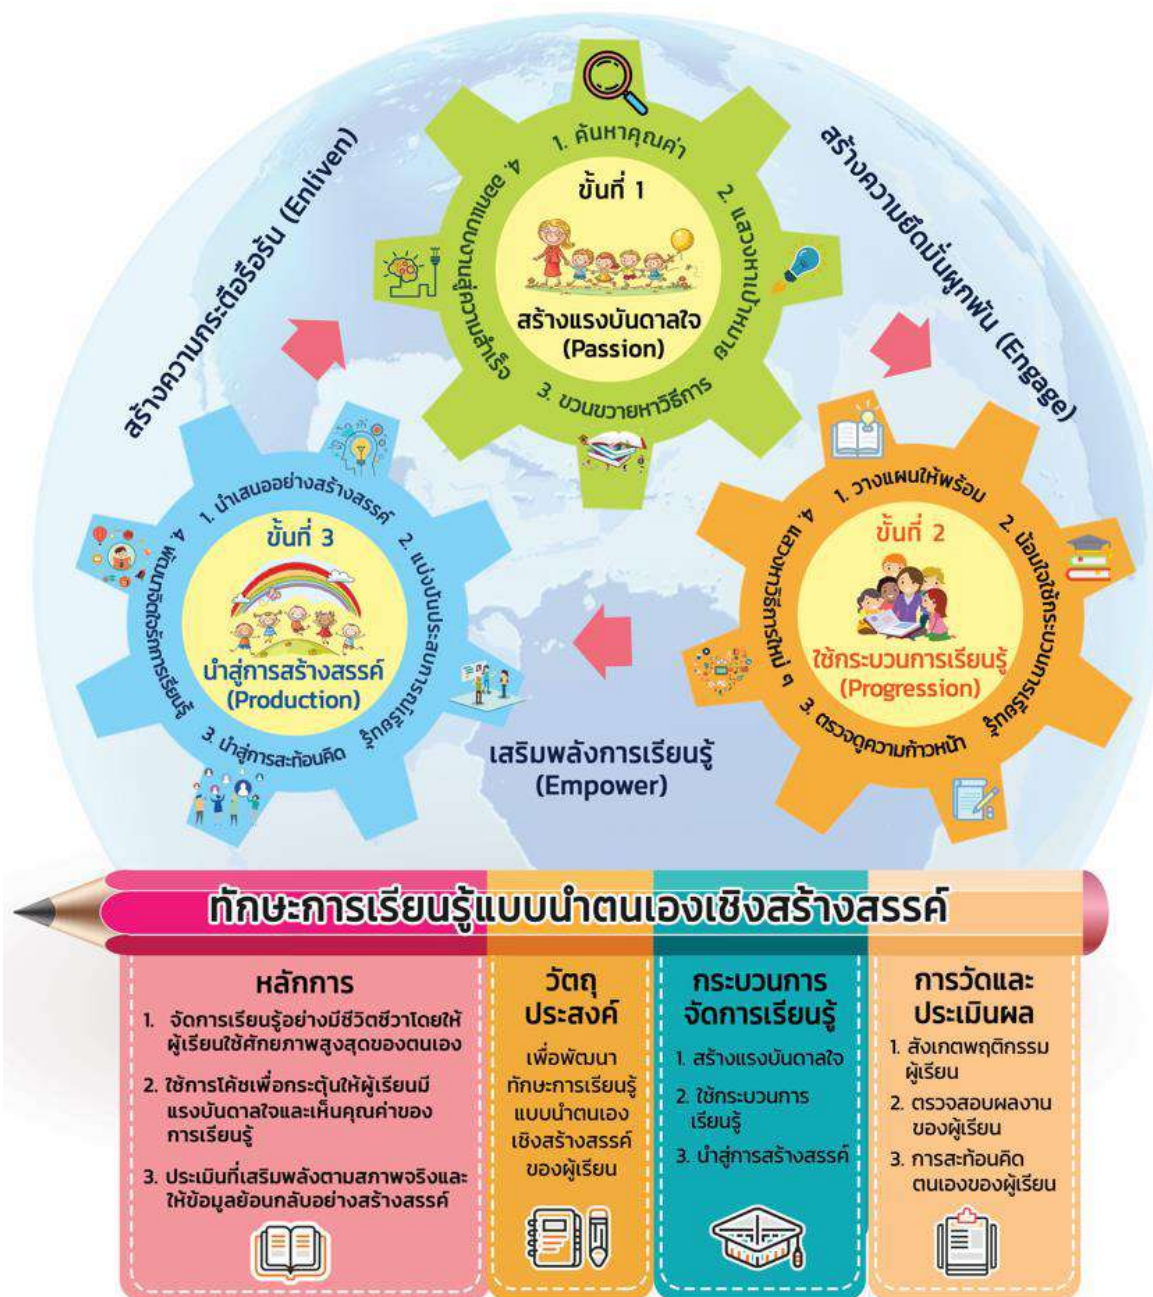 สร้างความกระตือรือร้น (Enliven)
สร้างความยึดมั่นผูกพัน (Engage)
1. ค้นหาคุณค่า
2. แสวงหาเป้าหมาย
3. ขวนขวายหาวิธีการ
4. ออกแบบงานสู่ความสำเร็จ
ขั้นที่ 1
สร้างแรงบันดาลใจ
(Passion)
1. วางแผนให้พร้อม
2. น้อมใจใช้กระบวนการเรียนรู้
3. ตรวจดูความก้าวหน้า
4. แสวงหาวิธีการใหม่ ๆ
ขั้นที่ 2
ใช้กระบวนการเรียนรู้
(Progression)
1. นำเสนออย่างสร้างสรรค์
2. แบ่งปันประสบการณ์เรียนรู้
3. นำสู่การสะท้อนคิด
4. พัฒนาจิตใจรักการเรียนรู้
ขั้นที่ 3
นำสู่การสร้างสรรค์
(Production)
เสริมพลังการเรียนรู้
(Empower)
ทักษะการเรียนรู้แบบนำตนเองเชิงสร้างสรรค์
หลักการ
1. จัดการเรียนรู้อย่างมีชีวิตชีวาโดยให้
ผู้เรียนใช้ศักยภาพสูงสุดของตนเอง
2. ใช้การโค้ชเพื่อกระตุ้นให้ผู้เรียนมี
แรงบันดาลใจและเห็นคุณค่าของ
การเรียนรู้
3. ประเมินที่เสริมพลังตามสภาพจริงและ
ให้ข้อมูลย้อนกลับอย่างสร้างสรรค์
วัตถุ
ประสงค์
เพื่อพัฒนา
ทักษะการเรียนรู้
แบบนำตนเอง
เชิงสร้างสรรค์
ของผู้เรียน
กระบวนการ
จัดการเรียนรู้
1. สร้างแรงบันดาลใจ
2. ใช้กระบวนการ
เรียนรู้
3. นำสู่การสร้างสรรค์
การวัดและ
ประเมินผล
1. สังเกตพฤติกรรม
ผู้เรียน
2. ตรวจสอบผลงาน
ของผู้เรียน
3. การสะท้อนคิด
ตนเองของผู้เรียน